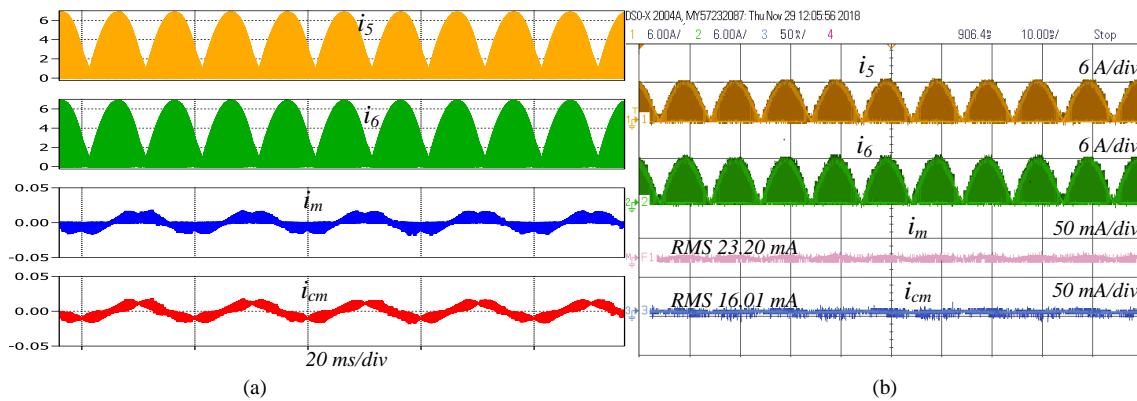 6
4
2
0
i5
6
4
2
0
i6
0.05
0.00
-0.05
im
0.05
0.00
-0.05
icm
20 ms/div
(a)
DSO-X 2004A, MY57232087: Thu Nov 29 12:05:56 2018
1 6.00A/ 2 6.00A/ 3 50%/ 4 906.4s 10.00s/ Stop
i5 6 A/div
i6 6 A/div
im 50 mA/div
RMS 23.20 mA
icm 50 mA/div
RMS 16.01 mA
(b)